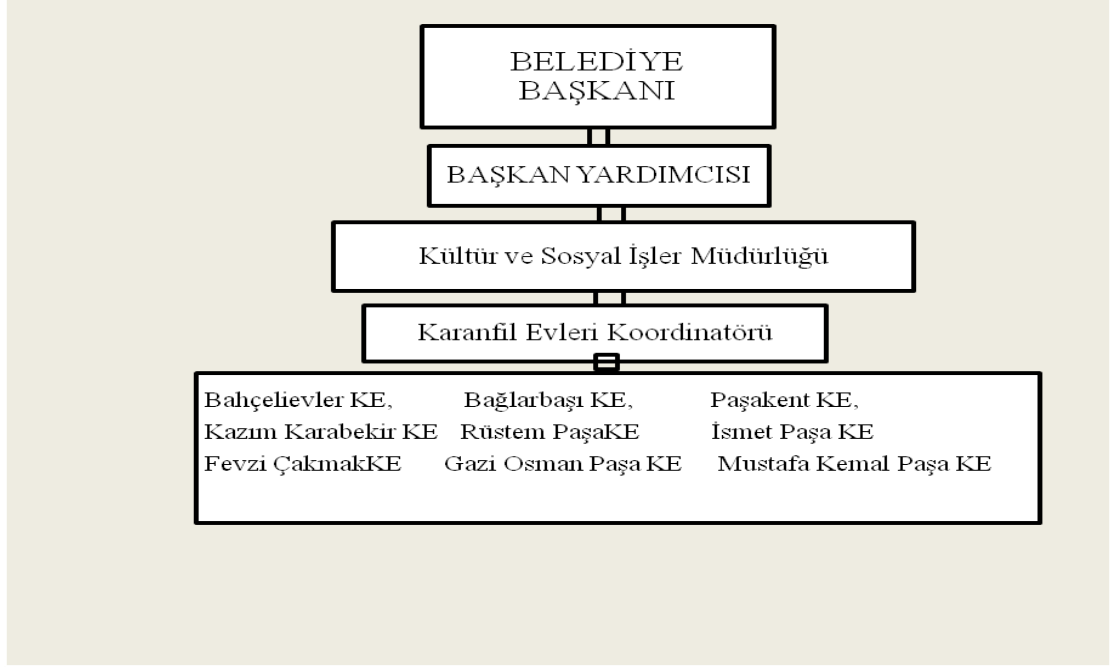 BELEDİYE
BAŞKANI
BAŞKAN YARDIMCISI
Kültür ve Sosyal İşler Müdürlüğü
Karanfil Evleri Koordinatörü
Bahçelievler KE, Bağlarbaşı KE, Paşakent KE,
Kazım Karabekir KE Rüstem PaşaKE İsmet Paşa KE
Fevzi ÇakmakKE Gazi Osman Paşa KE Mustafa Kemal Paşa KE